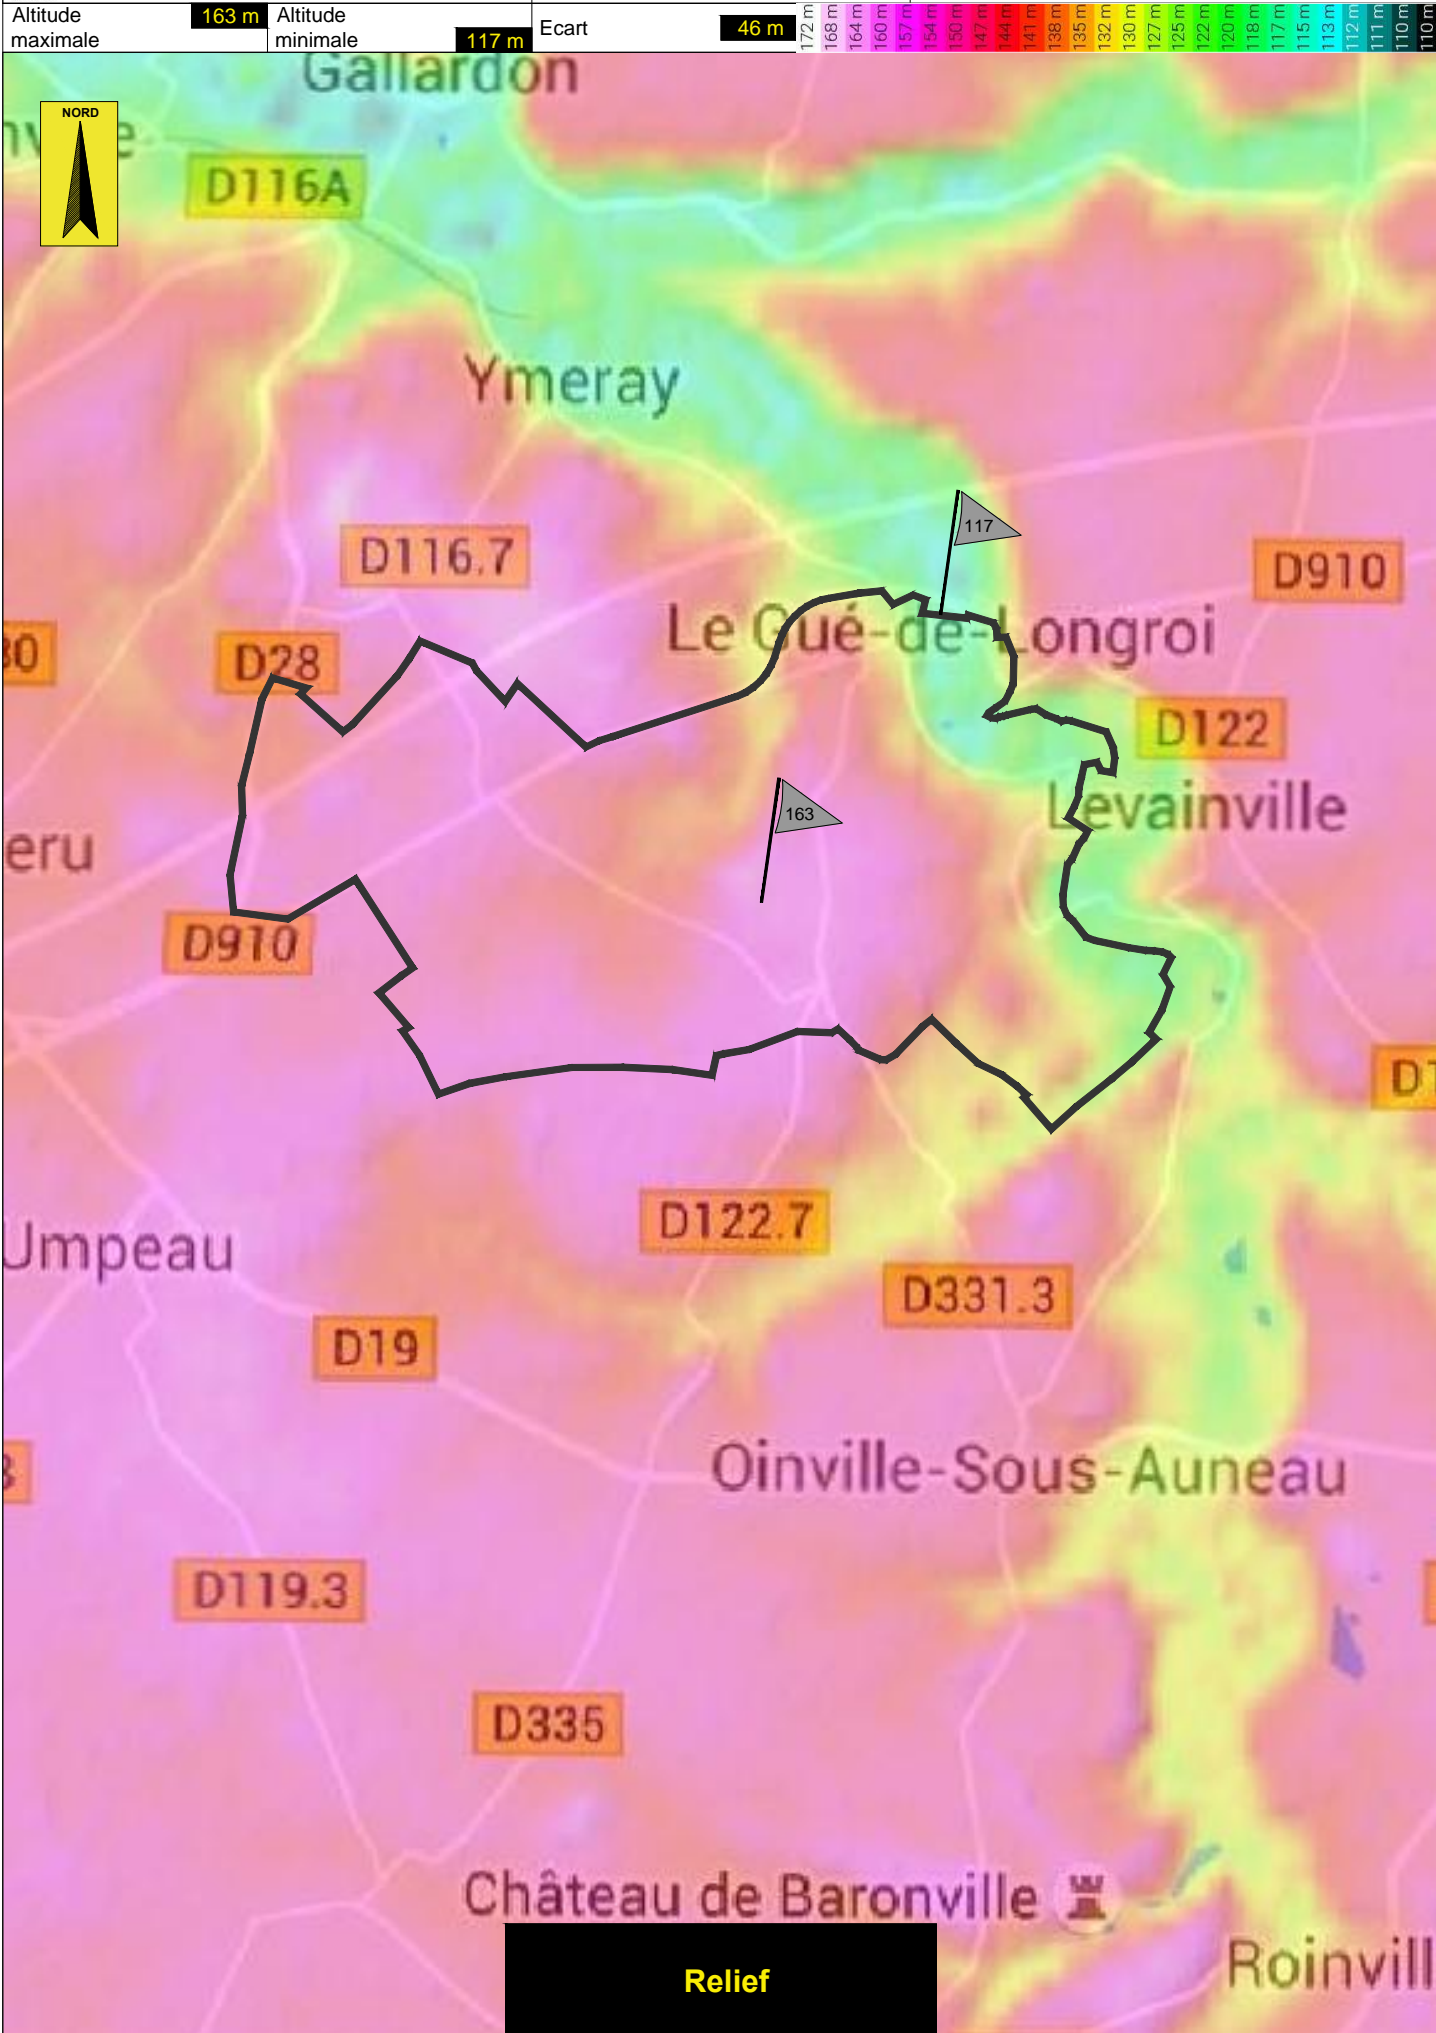 Altitude maximale
163 m
Altitude minimale
117 m
Ecart
46 m
172 m
168 m
164 m
160 m
157 m
154 m
150 m
147 m
144 m
141 m
138 m
135 m
132 m
130 m
127 m
125 m
122 m
120 m
118 m
117 m
115 m
113 m
112 m
111 m
110 m
110 m
Gallardon
NORD
D116A
Ymeray
117
D116.7
D910
Le Gué-de-Longroi
80
D28
D122
163
Levainville
eru
D910
D1
D122.7
Umpeau
D331.3
D19
Oinville-Sous-Auneau
D119.3
D335
Château de Baronville
Roinvill
Relief